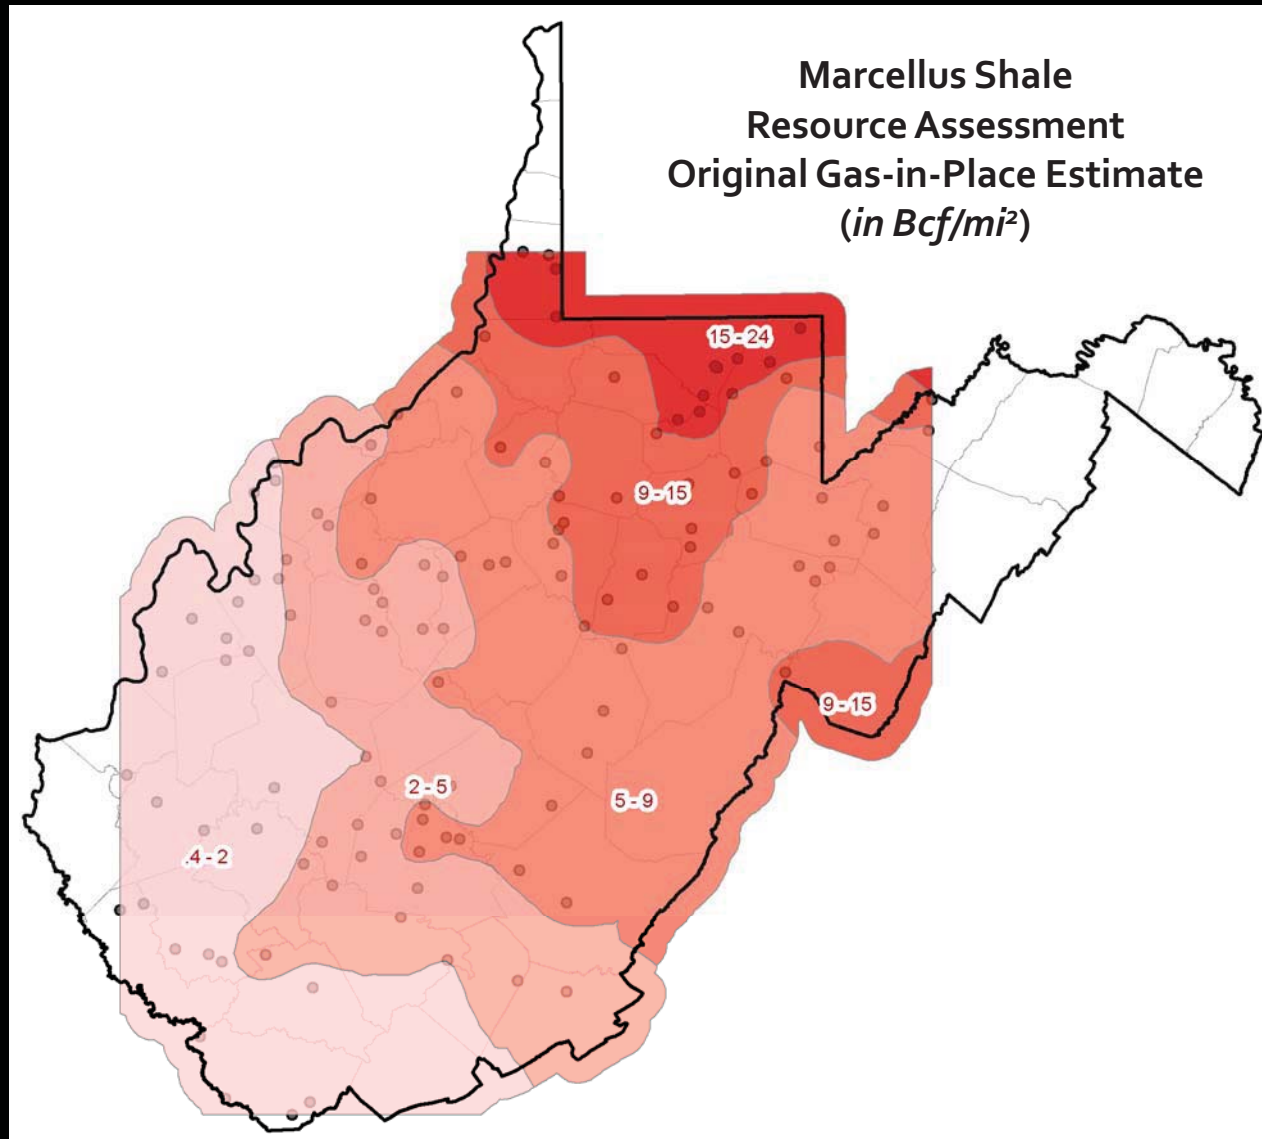 Marcellus Shale
Resource Assessment
Original Gas-in-Place Estimate
(in Bcf/mi²)
15 - 24
9 - 15
9 - 15
2 - 5
5 - 9
.4 - 2